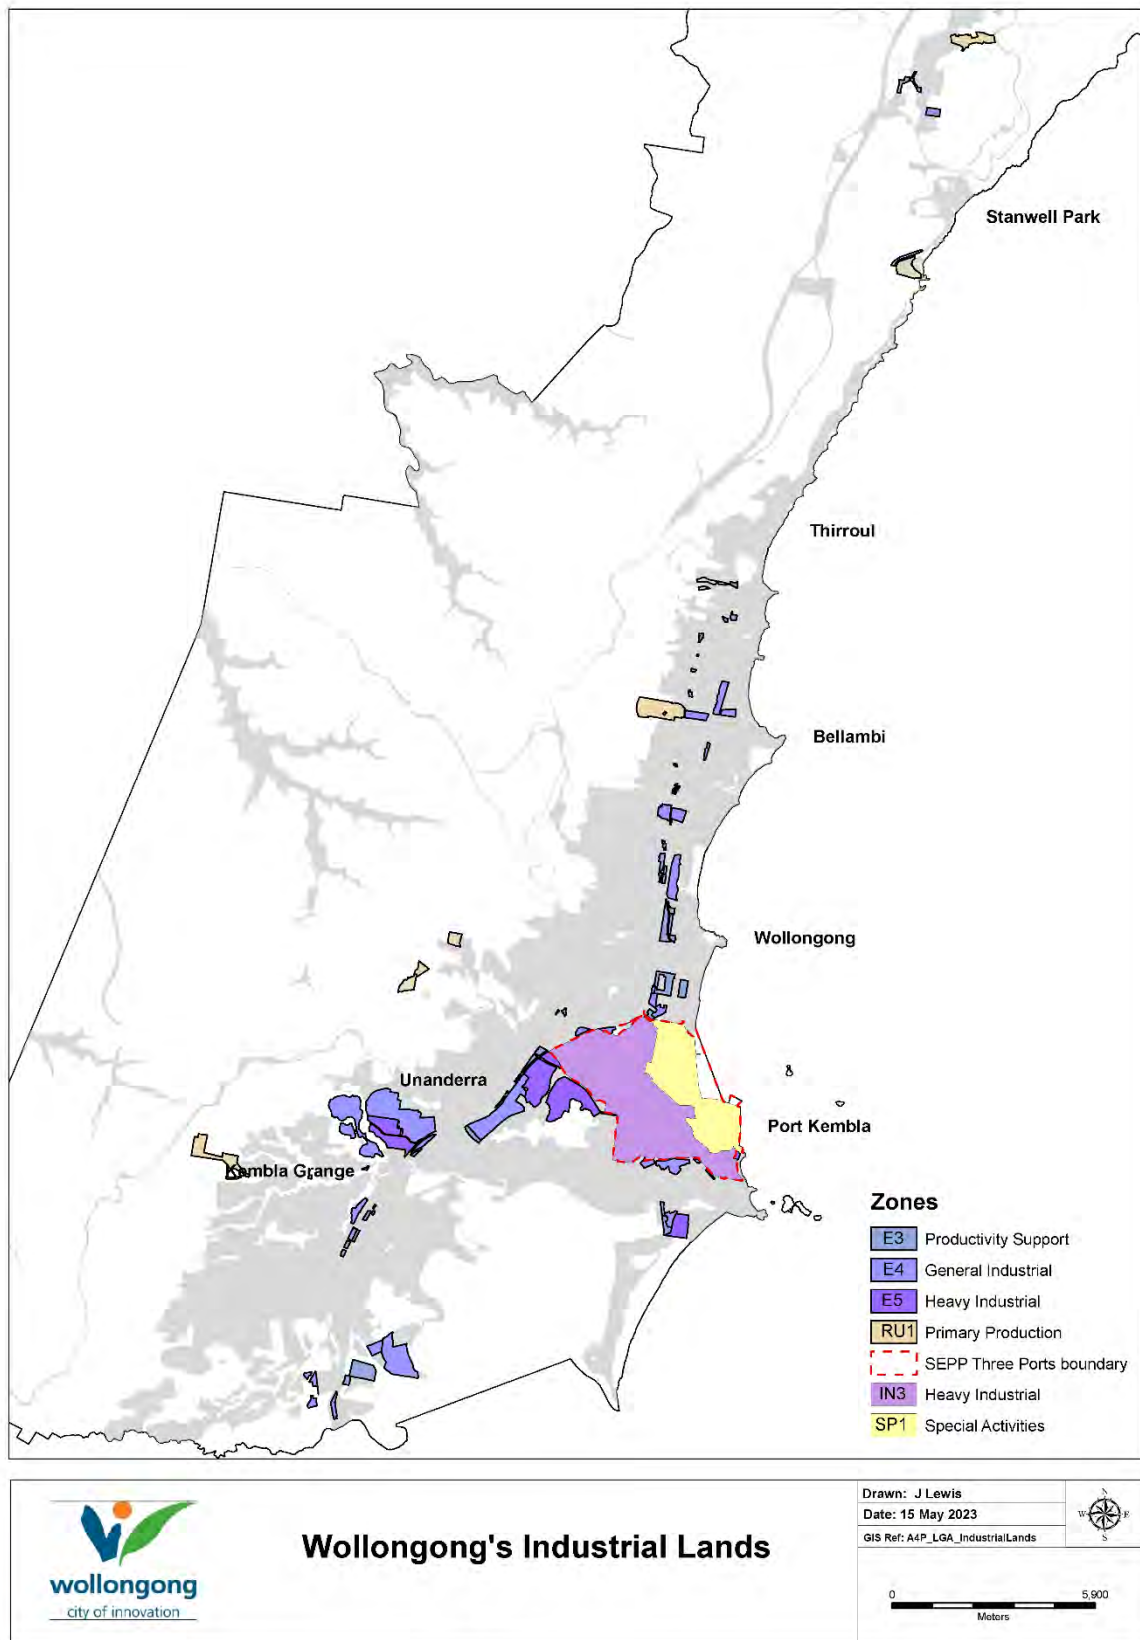 Stanwell Park
Thirroul
Bellambi
Wollongong
Unanderra
Port Kembla
Kembla Grange
Zones
E3 Productivity Support
E4 General Industrial
E5 Heavy Industrial
RU1 Primary Production
SEPP Three Ports boundary
IN3 Heavy Industrial
SP1 Special Activities
wollongong
city of innovation
Wollongong's Industrial Lands
Drawn: J Lewis
Date: 15 May 2023
GIS Ref: A4P_LGA_IndustrialLands
N
W E
S
0 5,900
Meters